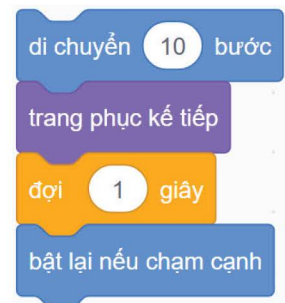 di chuyển 10 bước
trang phục kế tiếp
đợi 1 giây
bật lại nếu chạm cạnh